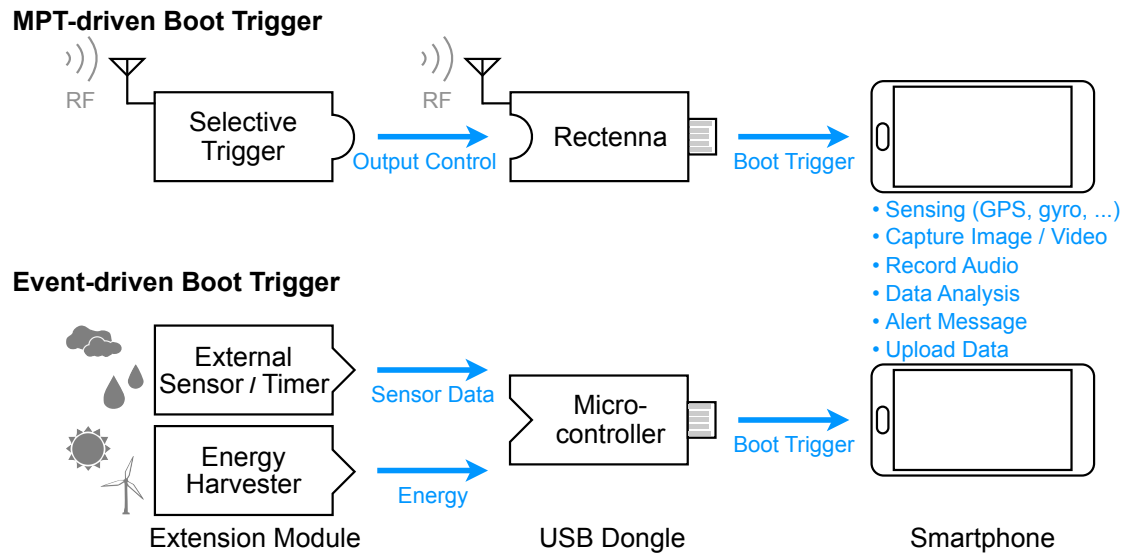 MPT-driven Boot Trigger
RF
Selective
Trigger
Output Control
RF
Rectenna
Boot Trigger
• Sensing (GPS, gyro, ...)
• Capture Image / Video
• Record Audio
• Data Analysis
• Alert Message
• Upload Data
Event-driven Boot Trigger
External
Sensor / Timer
Sensor Data
Energy
Harvester
Energy
Micro-
controller
Boot Trigger
Extension Module
USB Dongle
Smartphone